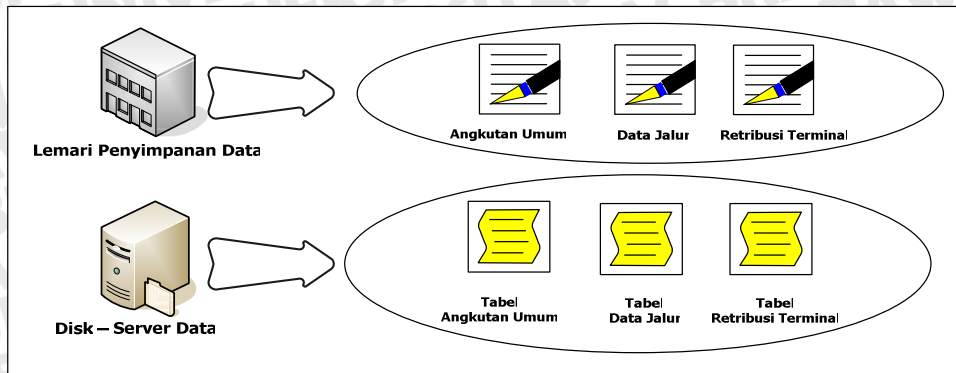 Lemari Penyimpanan Data
Angkutan Umum
Data Jalur
Retribusi Terminal
Disk – Server Data
Tabel
Angkutan Umum
Tabel
Data Jalur
Tabel
Retribusi Terminal